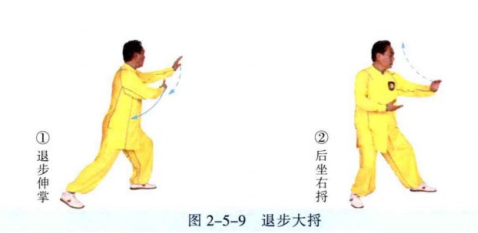 ① 退步伸掌
② 后坐右捋
图 2-5-9 退步大捋